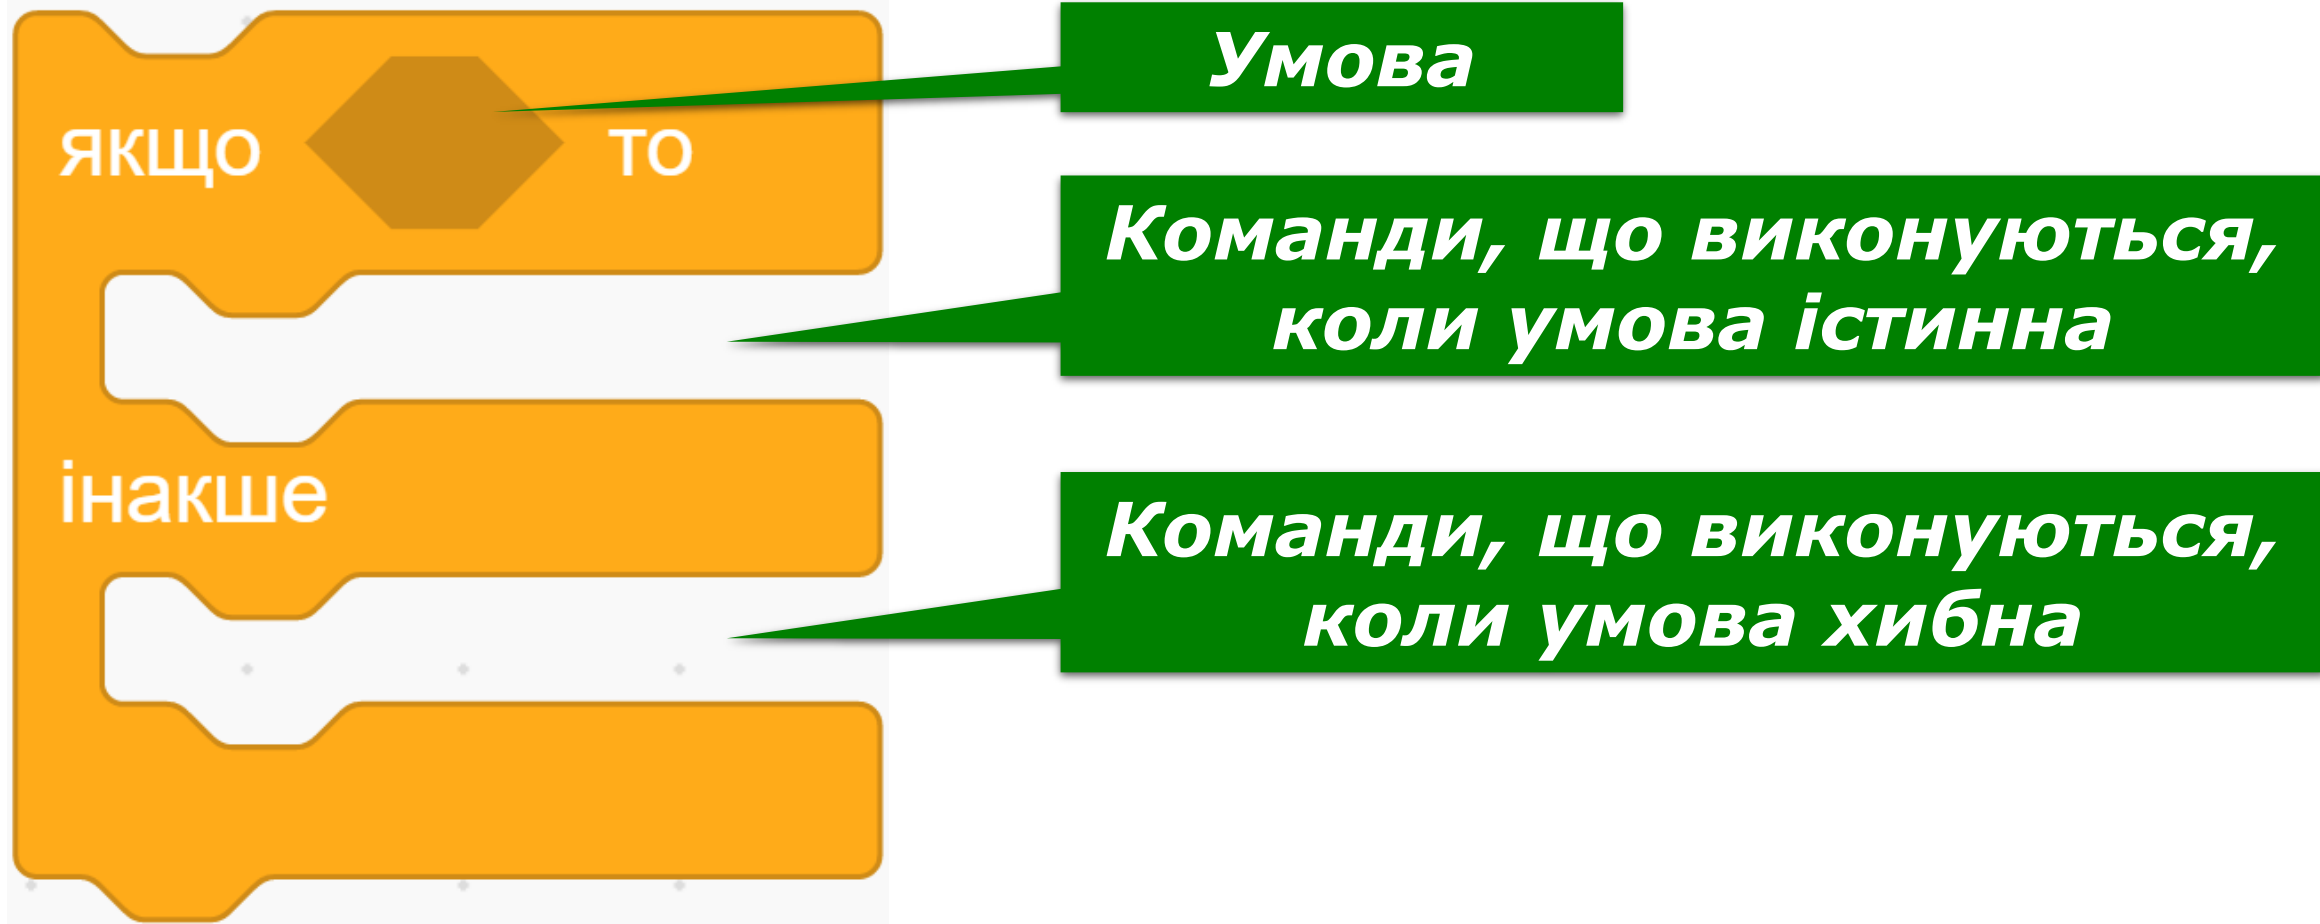 Умова
якщо то
Команди, що виконуються,
коли умова істинна
інакше
Команди, що виконуються,
коли умова хибна